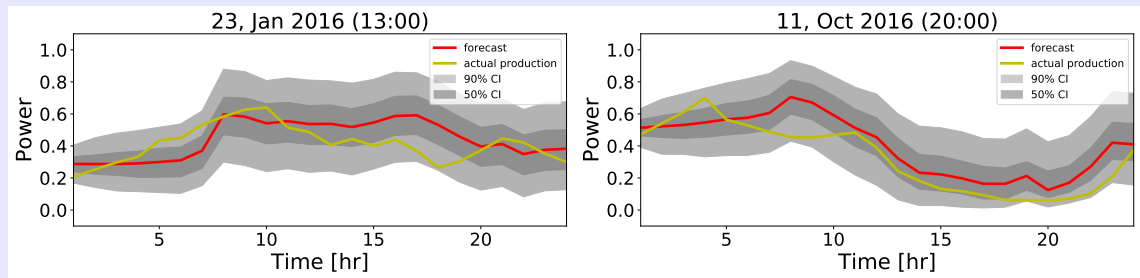 23, Jan 2016 (13:00)
Power
1.0
0.8
0.6
0.4
0.2
0.0
forecast
actual production
90% CI
50% CI
5
10
15
20
Time [hr]
11, Oct 2016 (20:00)
Power
1.0
0.8
0.6
0.4
0.2
0.0
forecast
actual production
90% CI
50% CI
5
10
15
20
Time [hr]